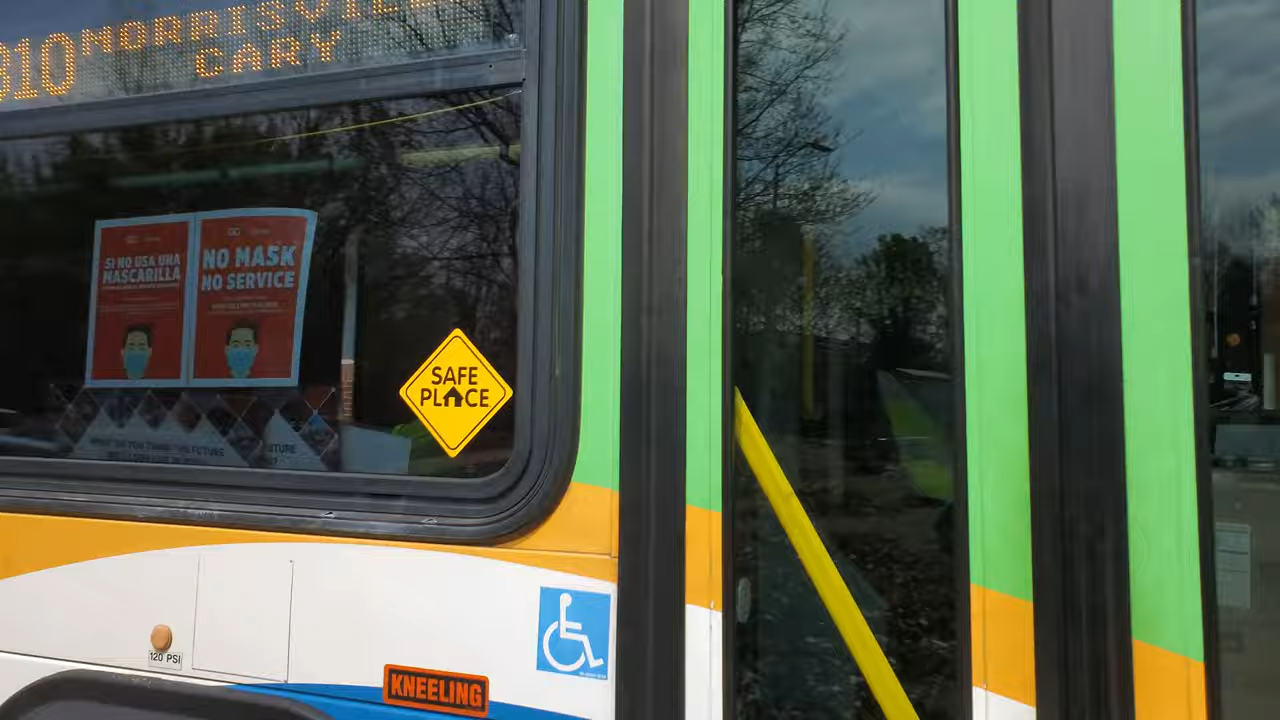 310 MORRISVILLE
CARY
SI NO USA UNA
MASCARILLA
NO MASK
NO SERVICE
SAFE
PLACE
120 PSI
KNEELING